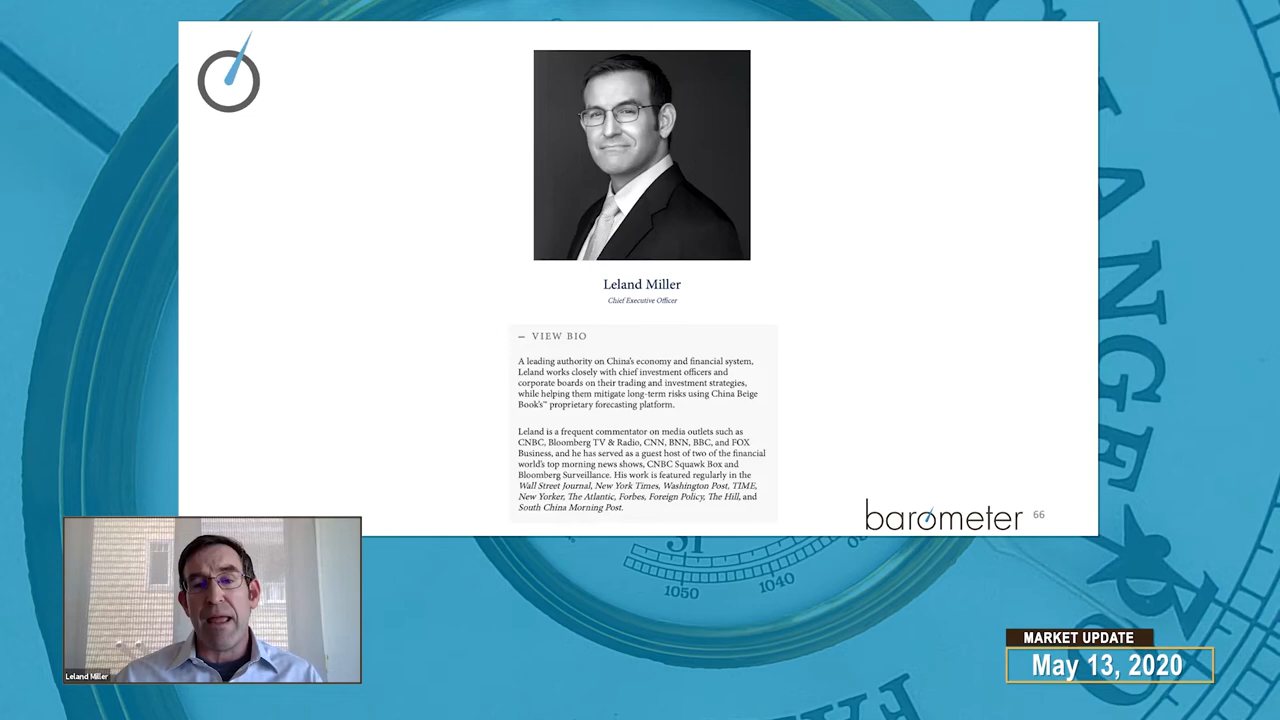 Leland Miller
Chief Executive Officer
– VIEW BIO
A leading authority on China's economy and financial system,
Leland works closely with chief investment officers and
corporate boards on their trading and investment strategies,
while helping them mitigate long-term risks using China Beige
Book's™ proprietary forecasting platform.
Leland is a frequent commentator on media outlets such as
CNBC, Bloomberg TV & Radio, CNN, BNN, BBC, and FOX
Business, and he has served as a guest host of two of the financial
world's top morning news shows, CNBC Squawk Box and
Bloomberg Surveillance. His work is featured regularly in the
Wall Street Journal, New York Times, Washington Post, TIME,
New Yorker, The Atlantic, Forbes, Foreign Policy, The Hill, and
South China Morning Post.
barometer 66
Leland Miller
31
1050
1040
MARKET UPDATE
May 13, 2020